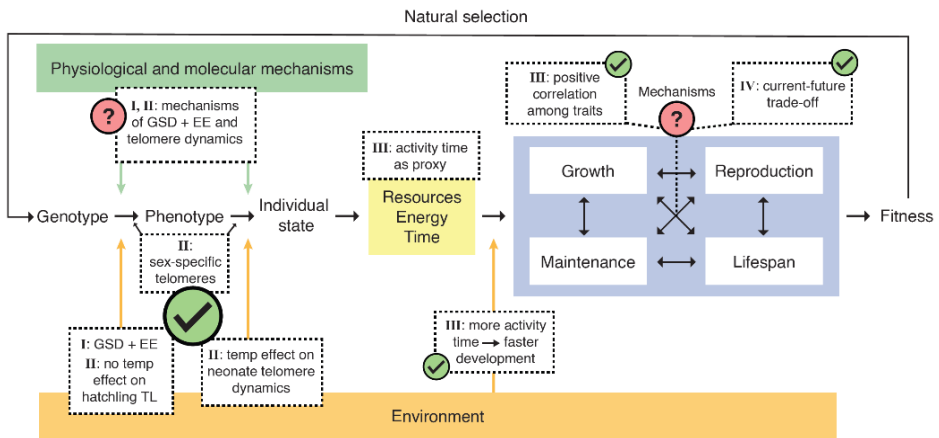 Natural selection
Physiological and molecular mechanisms
I, II: mechanisms
of GSD + EE and
telomere dynamics
?
III: activity time
as proxy
III: positive
correlation
among traits
Mechanisms
?
IV: current-future
trade-off
Genotype
Phenotype
Individual
state
Resources
Energy
Time
Growth
Reproduction
Maintenance
Lifespan
Fitness
II:
sex-specific
telomeres
I: GSD + EE
II: no temp
effect on
hatchling TL
II: temp effect on
neonate telomere
dynamics
III: more activity
time → faster
development
Environment